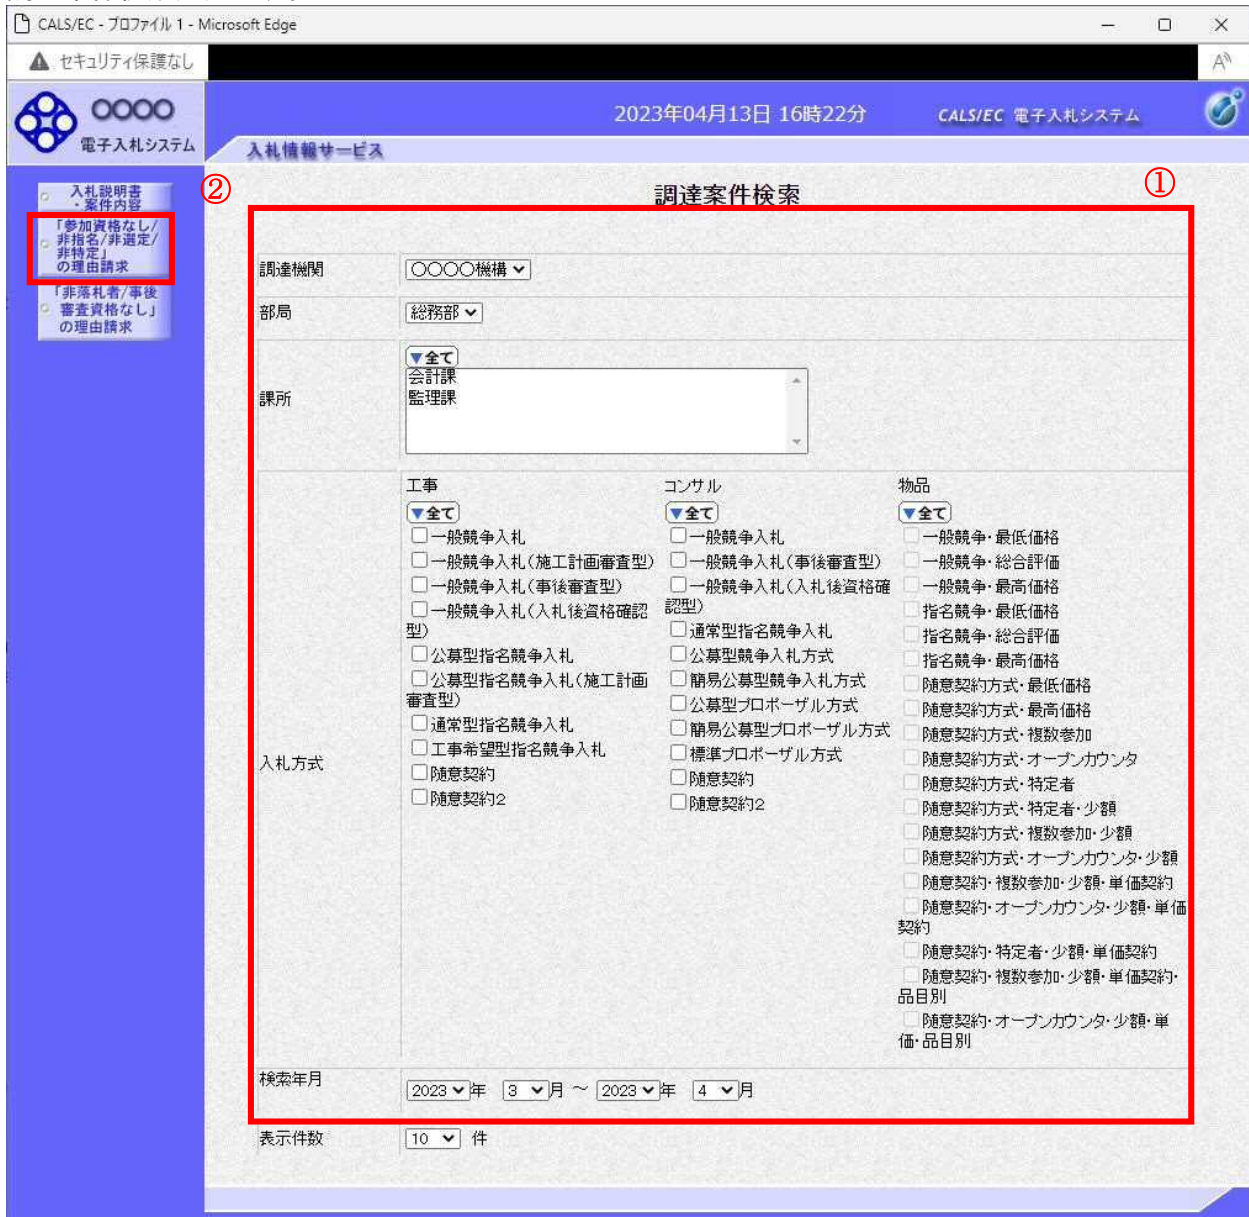 CALS/EC - プロファイル 1 - Microsoft Edge
セキュリティ保護なし
○○○○
電子入札システム
2023年04月13日 16時22分
CALS/EC 電子入札システム
入札情報サービス
入札説明書
・案件内容
「参加資格なし/
非指名/非選定/
非特定」
の理由請求
「非落札者/事後
審査資格なし」
の理由請求
②
①
調達案件検索
調達機関
○○○○機構
部局
総務部
課所
▼全て
会計課
監理課
入札方式
工事
▼全て
一般競争入札
一般競争入札(施工計画審査型)
一般競争入札(事後審査型)
一般競争入札(入札後資格確認
型)
公募型指名競争入札
公募型指名競争入札(施工計画
審査型)
通常型指名競争入札
工事希望型指名競争入札
随意契約
随意契約2
コンサル
▼全て
一般競争入札
一般競争入札(事後審査型)
一般競争入札(入札後資格確
認型)
通常型指名競争入札
公募型競争入札方式
簡易公募型競争入札方式
公募型プロポーザル方式
簡易公募型プロポーザル方式
標準プロポーザル方式
随意契約
随意契約2
物品
▼全て
一般競争・最低価格
一般競争・総合評価
一般競争・最高価格
指名競争・最低価格
指名競争・総合評価
指名競争・最高価格
随意契約方式・最低価格
随意契約方式・最高価格
随意契約方式・複数参加
随意契約方式・オープンカウンタ
随意契約方式・特定者
随意契約方式・特定者・少額
随意契約方式・複数参加・少額
随意契約方式・オープンカウンタ・少額
随意契約・複数参加・少額・単価契約
随意契約・オープンカウンタ・少額・単価
契約
随意契約・特定者・少額・単価契約
随意契約・複数参加・少額・単価契約・
品目別
随意契約・オープンカウンタ・少額・単
価・品目別
検索年月
2023 年 3 月 ~ 2023 年 4 月
表示件数
10 件